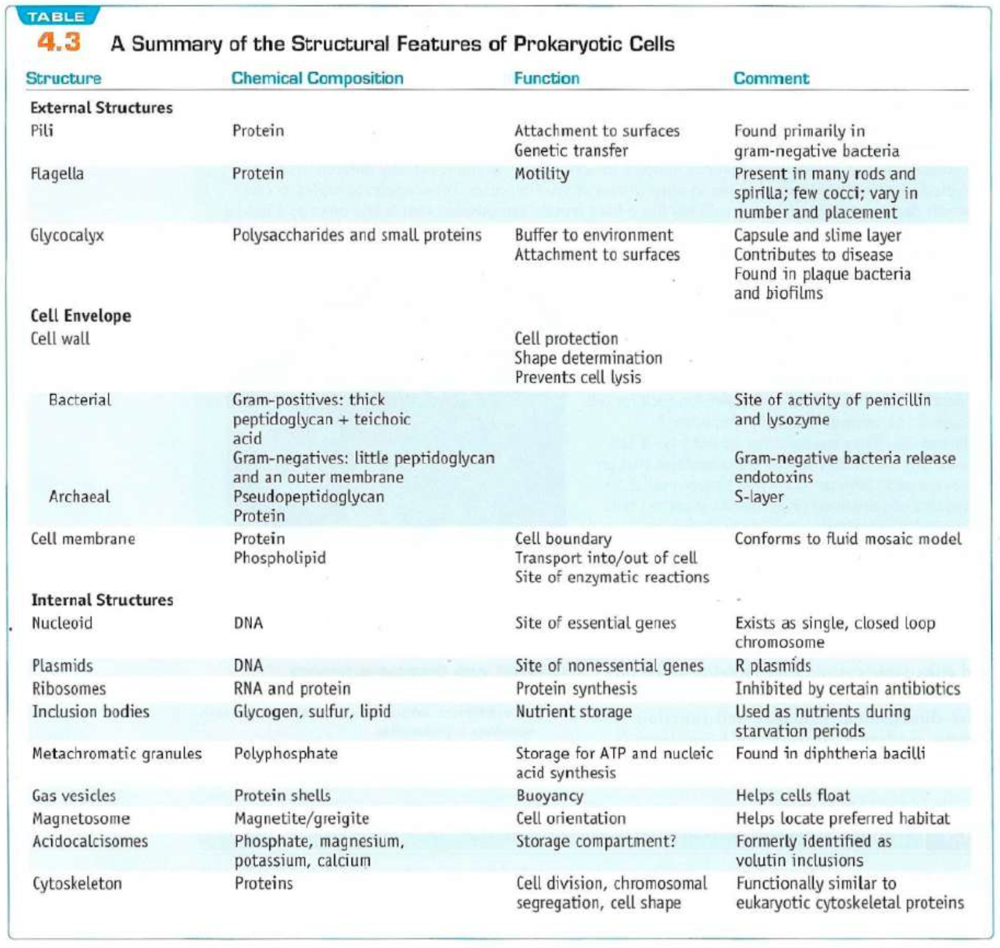 TABLE
4.3 A Summary of the Structural Features of Prokaryotic Cells
Structure Chemical Composition Function Comment
External Structures
Pili Protein Attachment to surfaces Found primarily in
Genetic transfer gram-negative bacteria
Flagella Protein Motility Present in many rods and
spirilla; few cocci; vary in
number and placement
Glycocalyx Polysaccharides and small proteins Buffer to environment Capsule and slime layer
Attachment to surfaces Contributes to disease
Found in plaque bacteria
and biofilms
Cell Envelope
Cell wall Cell protection
Shape determination
Prevents cell lysis
Bacterial Gram-positives: thick Site of activity of penicillin
peptidoglycan + teichoic and lysozyme
acid
Gram-negatives: little peptidoglycan Gram-negative bacteria release
and an outer membrane endotoxins
Archaeal Pseudopeptidoglycan S-layer
Protein
Cell membrane Protein Cell boundary Conforms to fluid mosaic model
Phospholipid Transport into/out of cell
Site of enzymatic reactions
Internal Structures
Nucleoid DNA Site of essential genes Exists as single, closed loop
chromosome
Plasmids DNA Site of nonessential genes R plasmids
Ribosomes RNA and protein Protein synthesis Inhibited by certain antibiotics
Inclusion bodies Glycogen, sulfur, lipid Nutrient storage Used as nutrients during
starvation periods
Metachromatic granules Polyphosphate Storage for ATP and nucleic Found in diphtheria bacilli
acid synthesis
Gas vesicles Protein shells Buoyancy Helps cells float
Magnetosome Magnetite/greigite Cell orientation Helps locate preferred habitat
Acidocalcisomes Phosphate, magnesium, Storage compartment? Formerly identified as
potassium, calcium volutin inclusions
Cytoskeleton Proteins Cell division, chromosomal Functionally similar to
segregation, cell shape eukaryotic cytoskeletal proteins